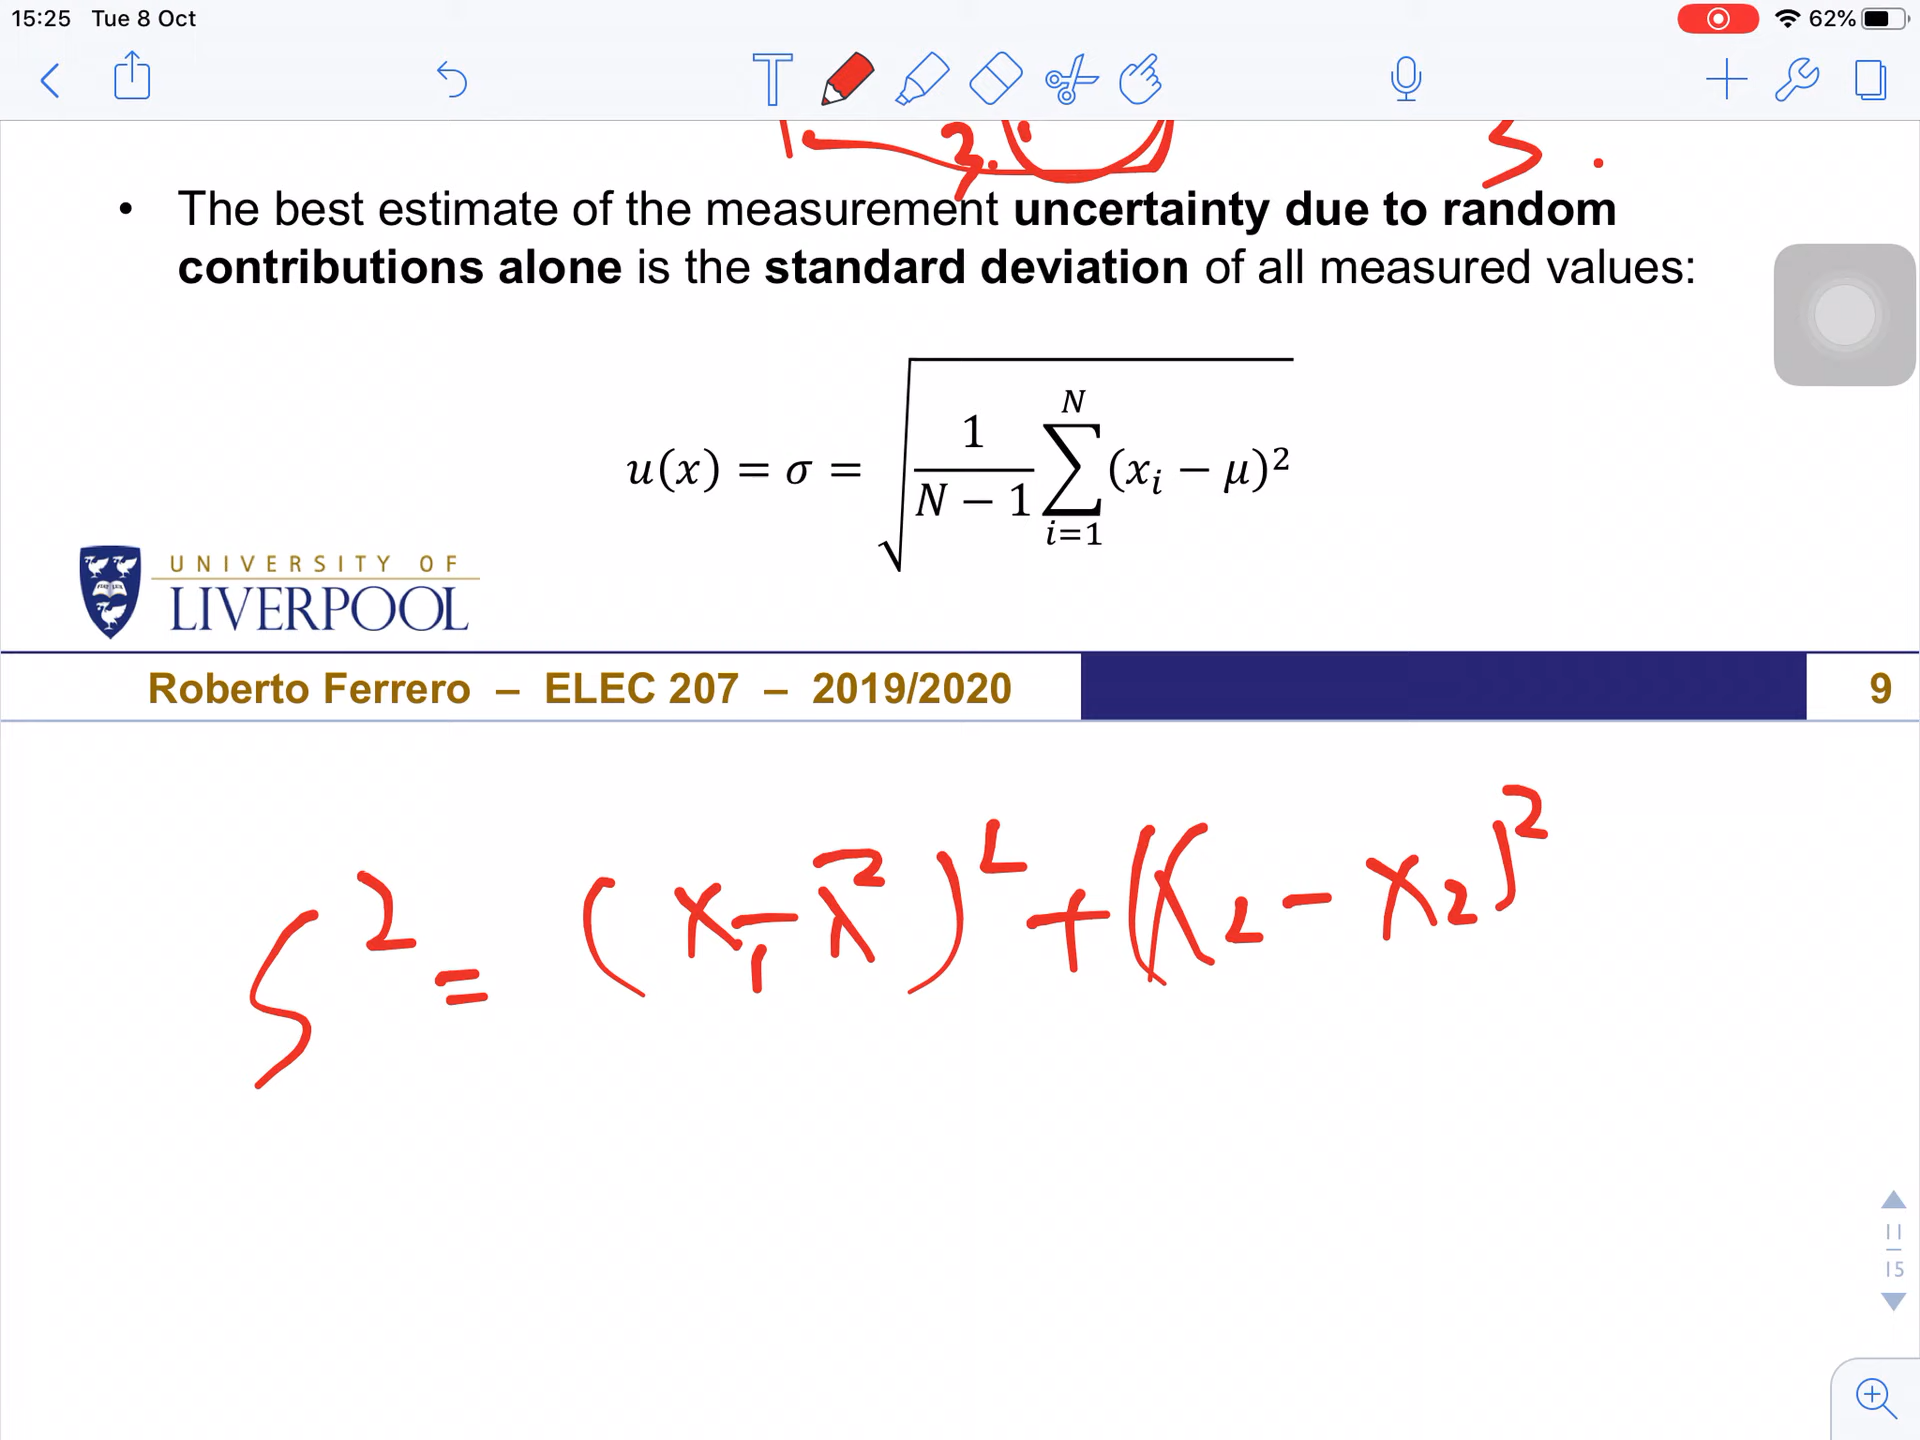 15:25 Tue 8 Oct 62%
T
3.
S .
• The best estimate of the measurement uncertainty due to random
contributions alone is the standard deviation of all measured values:
u(x) = σ = √(1/(N − 1) ∑_{i=1}^{N} (x_i − μ)²)
UNIVERSITY OF
LIVERPOOL
Roberto Ferrero – ELEC 207 – 2019/2020 9
S² = (x₁ − x̄²)² + (x₂ − x₂)²
11
15